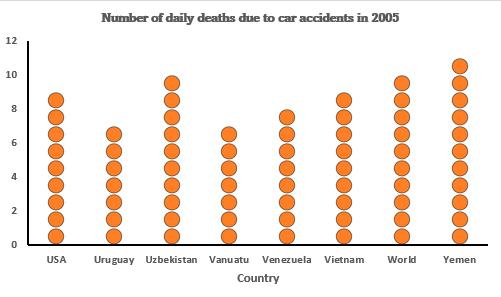 Number of daily deaths due to car accidents in 2005
12
10
8
6
4
2
0
USA Uruguay Uzbekistan Vanuatu Venezuela Vietnam World Yemen
Country